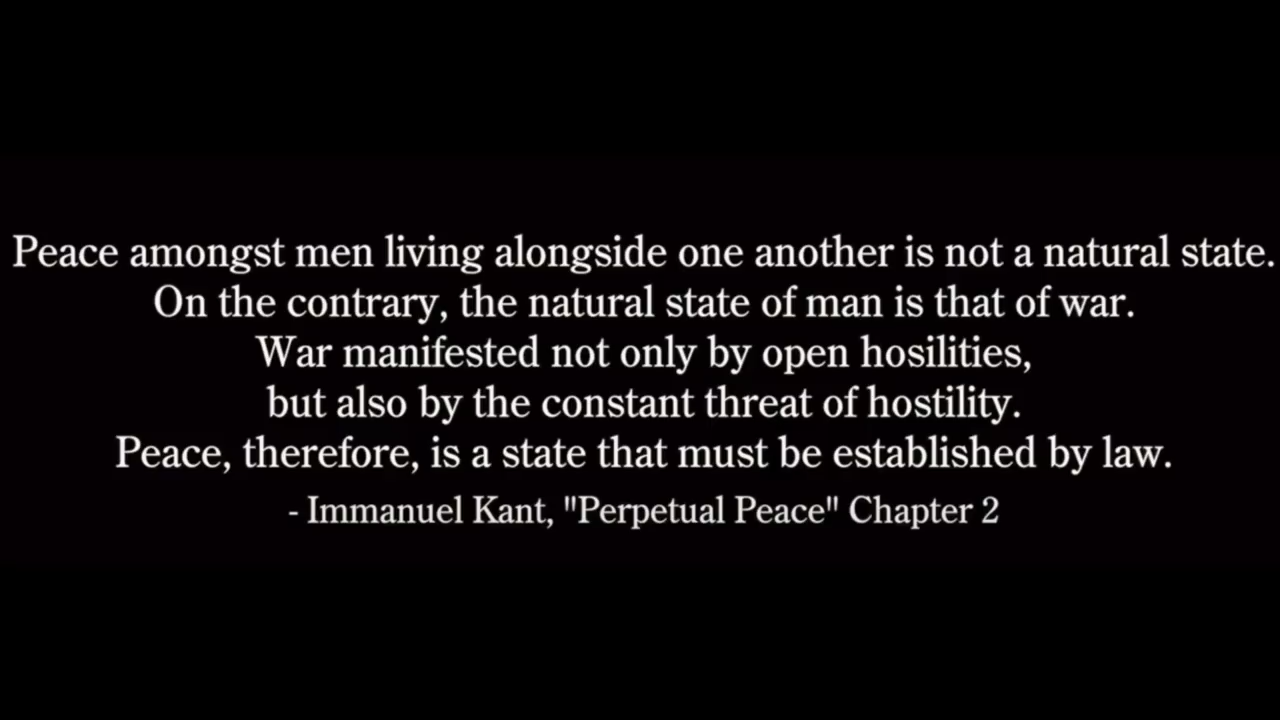 Peace amongst men living alongside one another is not a natural state.
On the contrary, the natural state of man is that of war.
War manifested not only by open hosilities,
but also by the constant threat of hostility.
Peace, therefore, is a state that must be established by law.
- Immanuel Kant, "Perpetual Peace" Chapter 2